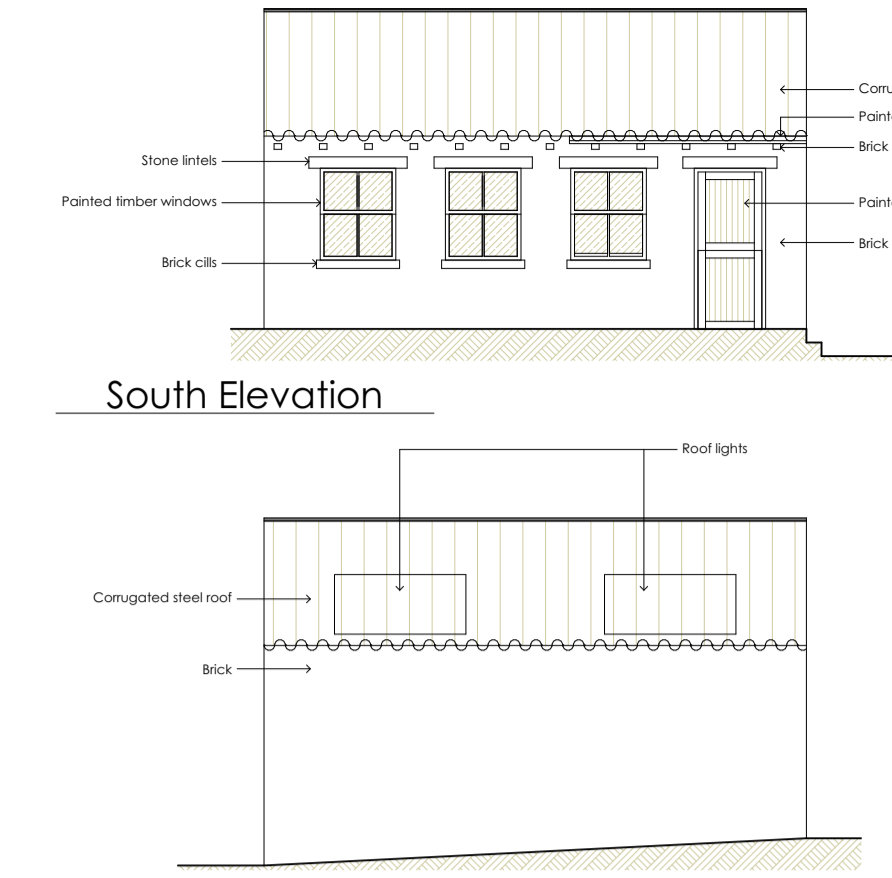 Corru
Paint
Brick
Stone lintels
Painted timber windows
Paint
Brick
Brick cills
South Elevation
Roof lights
Corrugated steel roof
Brick